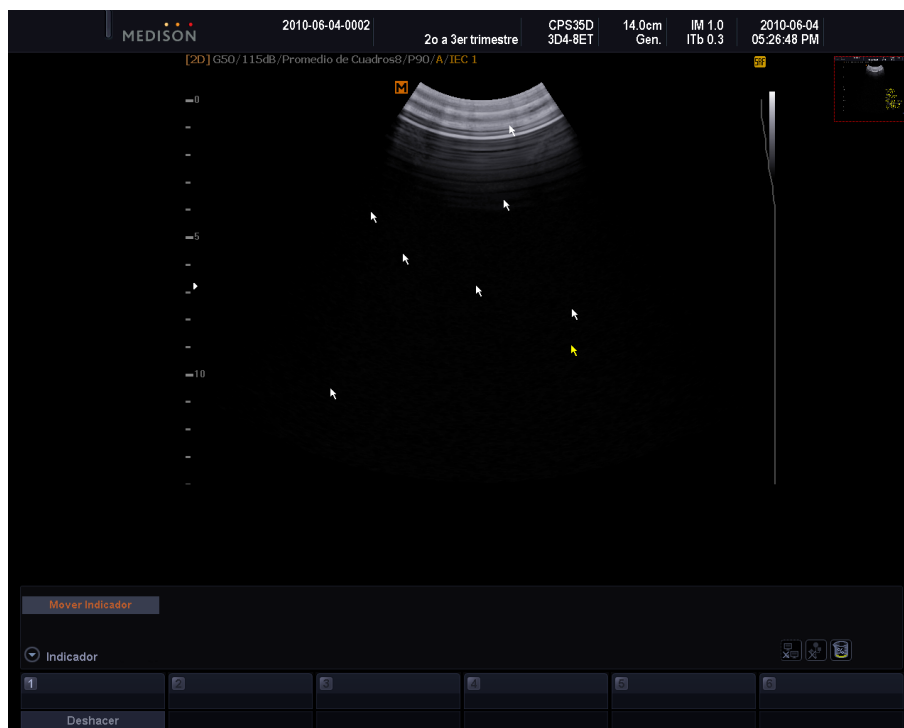 MEDISON
2010-06-04-0002
2o a 3er trimestre
CPS35D
3D4-8ET
14.0cm
Gen.
IM 1.0
ITb 0.3
2010-06-04
05:26:48 PM
[2D] G50/115dB/Promedio de Cuadros8/P90/A/IEC 1
M
0
5
10
Mover Indicador
Indicador
1
2
3
4
5
6
Deshacer